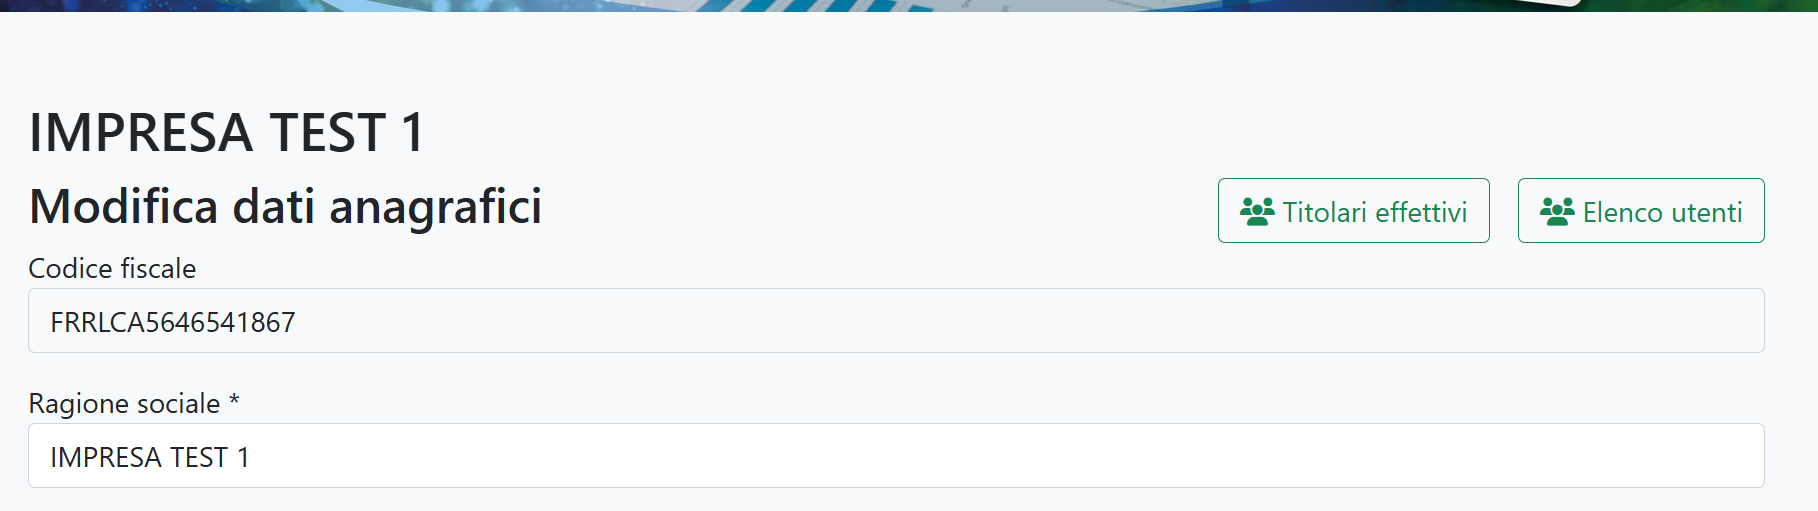 IMPRESA TEST 1
Modifica dati anagrafici
Titolari effettivi
Elenco utenti
Codice fiscale
FRRLCA5646541867
Ragione sociale *
IMPRESA TEST 1